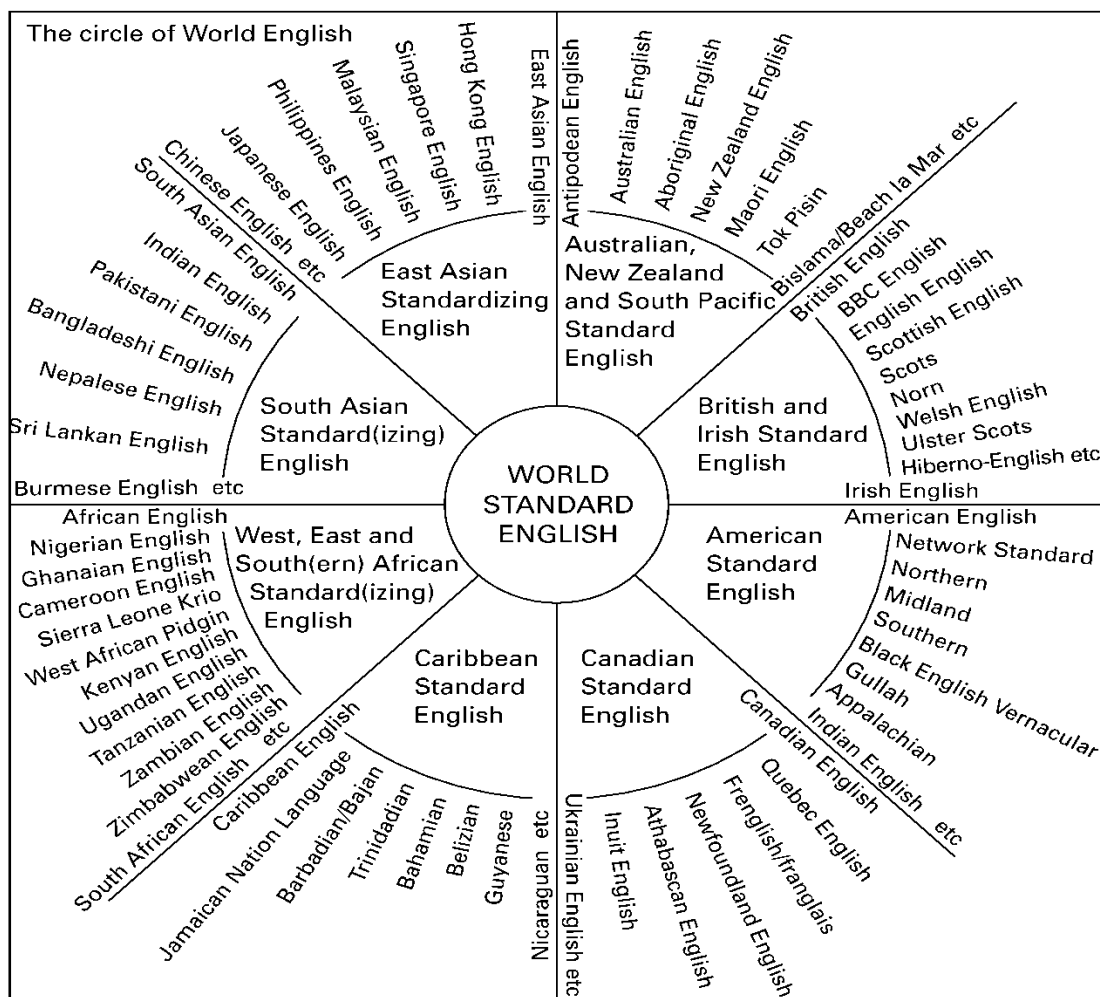 The circle of World English
WORLD
STANDARD
ENGLISH
East Asian
Standardizing
English
East Asian English
Hong Kong English
Singapore English
Malaysian English
Philippines English
Japanese English
Chinese English etc
Australian,
New Zealand
and South Pacific
Standard
English
Antipodean English
Australian English
Aboriginal English
New Zealand English
Maori English
Tok Pisin
Bislama/Beach la Mar etc
British and
Irish Standard
English
British English
BBC English
English English
Scottish English
Scots
Norn
Welsh English
Ulster Scots
Hiberno-English etc
Irish English
American
Standard
English
American English
Network Standard
Northern
Midland
Southern
Black English Vernacular
Gullah
Appalachian
Indian English etc
Canadian
Standard
English
Canadian English
Quebec English
Frenglish/franglais
Newfoundland English
Athabascan English
Inuit English
Ukrainian English etc
Caribbean
Standard
English
Caribbean English
Jamaican Nation Language
Barbadian/Bajan
Trinidadian
Bahamian
Belizian
Guyanese
Nicaraguan etc
West, East and
South(ern) African
Standard(izing)
English
African English
Nigerian English
Ghanaian English
Cameroon English
Sierra Leone Krio
West African Pidgin
Kenyan English
Ugandan English
Tanzanian English
Zambian English
Zimbabwean English
South African English etc
South Asian
Standard(izing)
English
South Asian English
Indian English
Pakistani English
Bangladeshi English
Nepalese English
Sri Lankan English
Burmese English etc